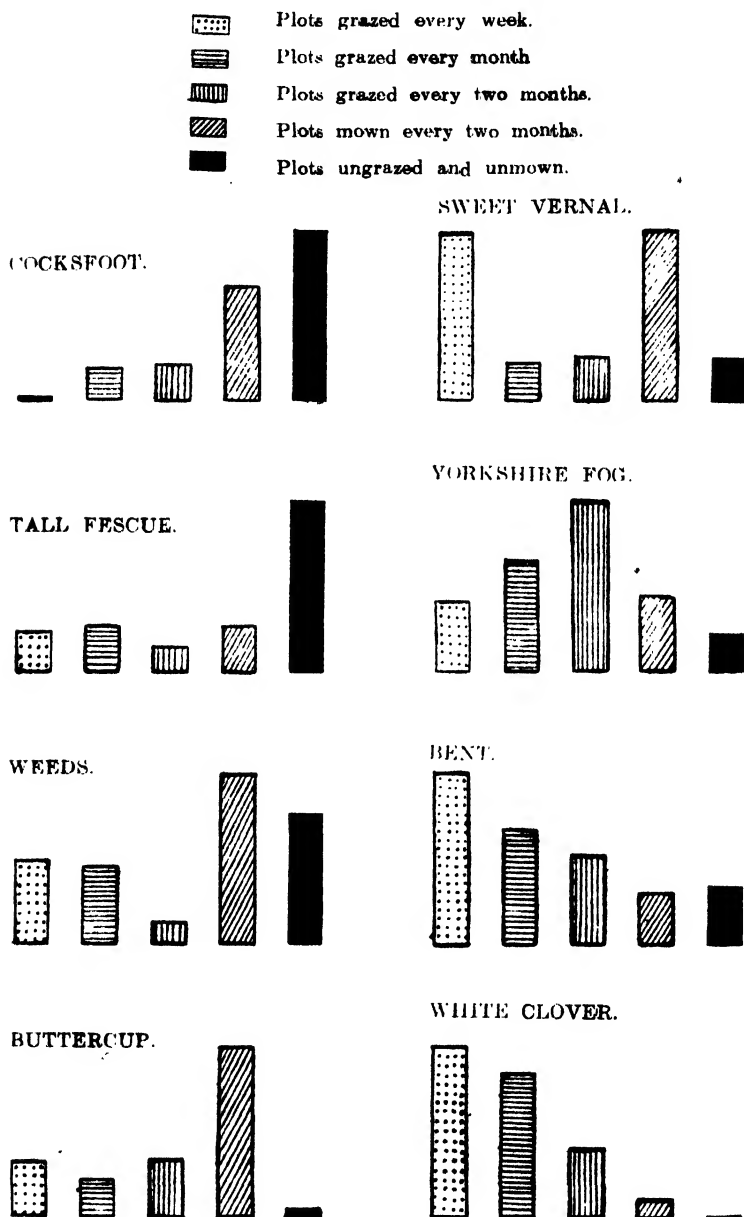 Plots grazed every week.
Plots grazed every month
Plots grazed every two months.
Plots mown every two months.
Plots ungrazed and unmown.
COCKSFOOT.
SWEET VERNAL.
TALL FESCUE.
YORKSHIRE FOG.
WEEDS.
BENT.
BUTTERCUP.
WHITE CLOVER.